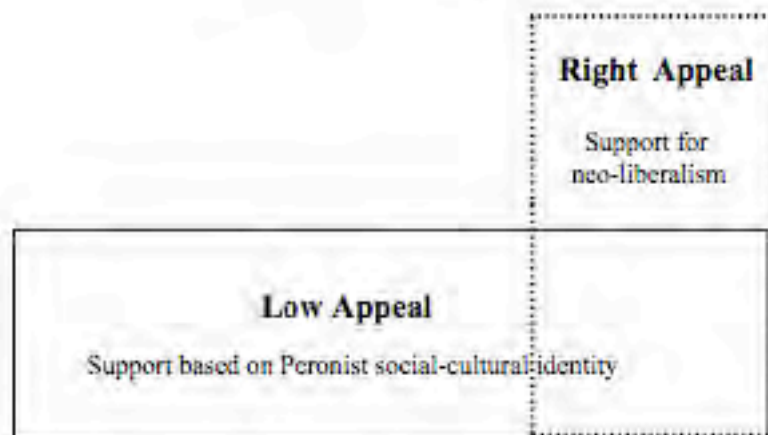 Right Appeal
Support for
neo-liberalism
Low Appeal
Support based on Peronist social-cultural identity